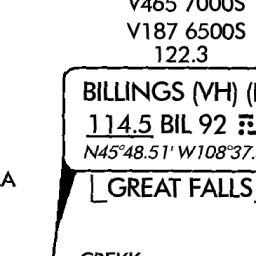 V465 7000S
V187 6500S
122.3
BILLINGS (VH)
114.5 BIL 92
N45°48.51' W108°37.
GREAT FALLS